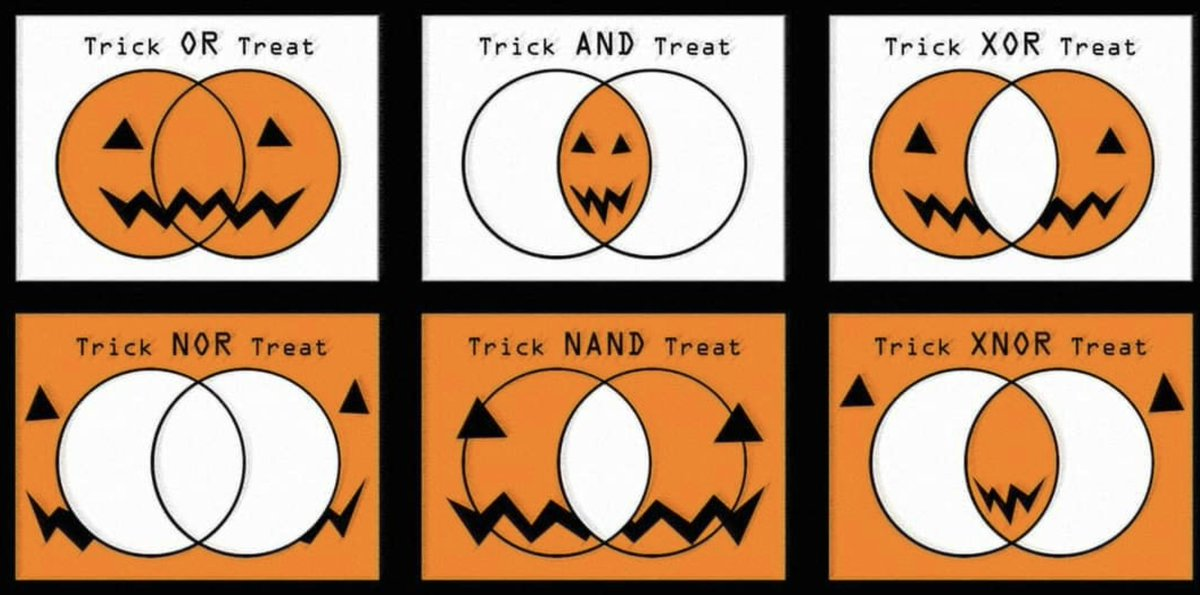 Trick OR Treat
Trick AND Treat
Trick XOR Treat
Trick NOR Treat
Trick NAND Treat
Trick XNOR Treat